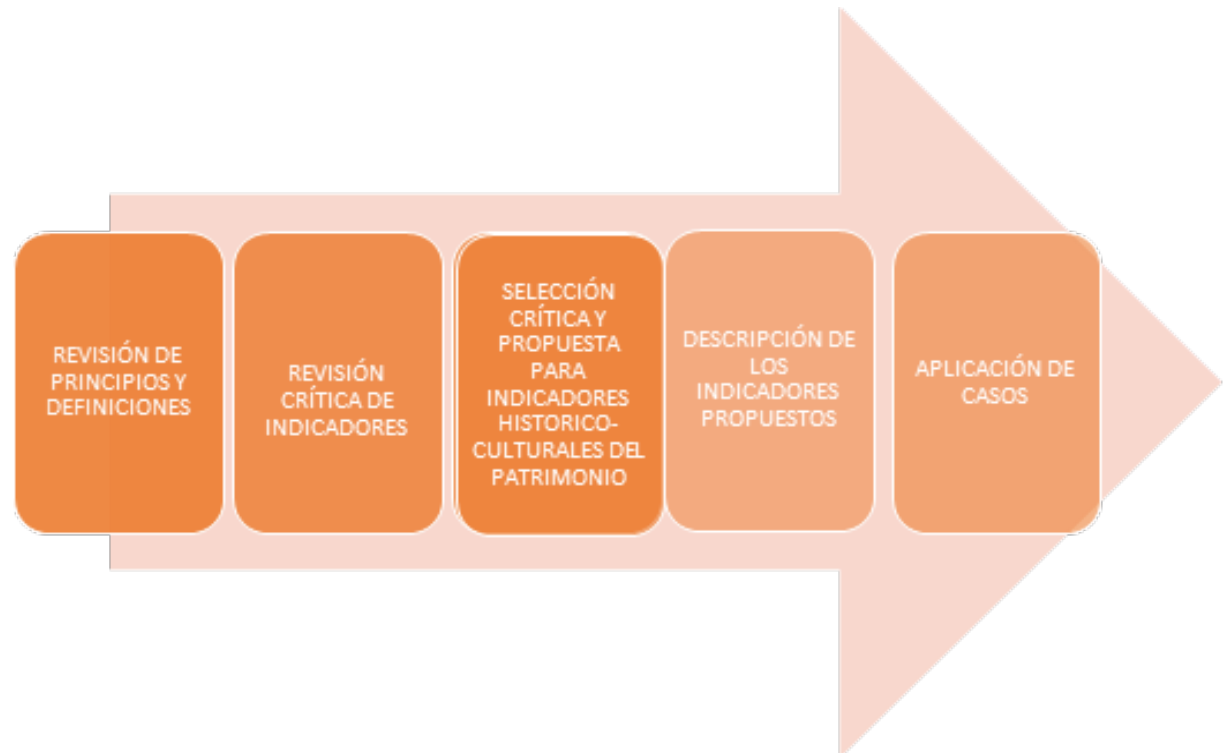 REVISIÓN DE
PRINCIPIOS Y
DEFINICIONES
REVISIÓN
CRÍTICA DE
INDICADORES
SELECCIÓN
CRÍTICA Y
PROPUESTA
PARA
INDICADORES
HISTORICO-
CULTURALES DEL
PATRIMONIO
DESCRIPCIÓN DE
LOS
INDICADORES
PROPUESTOS
APLICACIÓN DE
CASOS